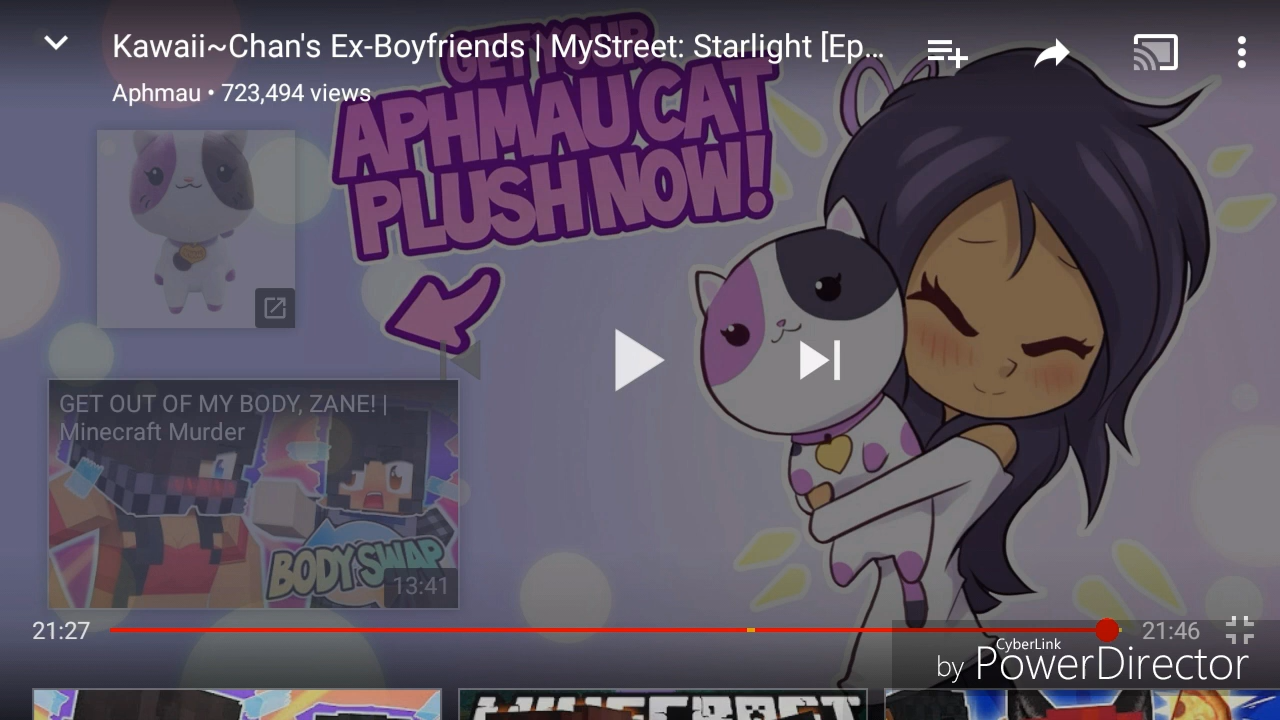 Kawaii~Chan's Ex-Boyfriends | MyStreet: Starlight [Ep...
Aphmau • 723,494 views
GET YOUR
APHMAU CAT
PLUSH NOW!
GET OUT OF MY BODY, ZANE! |
Minecraft Murder
BODY SWAP
13:41
21:27
21:46
CyberLink
by PowerDirector
MINECRAFT